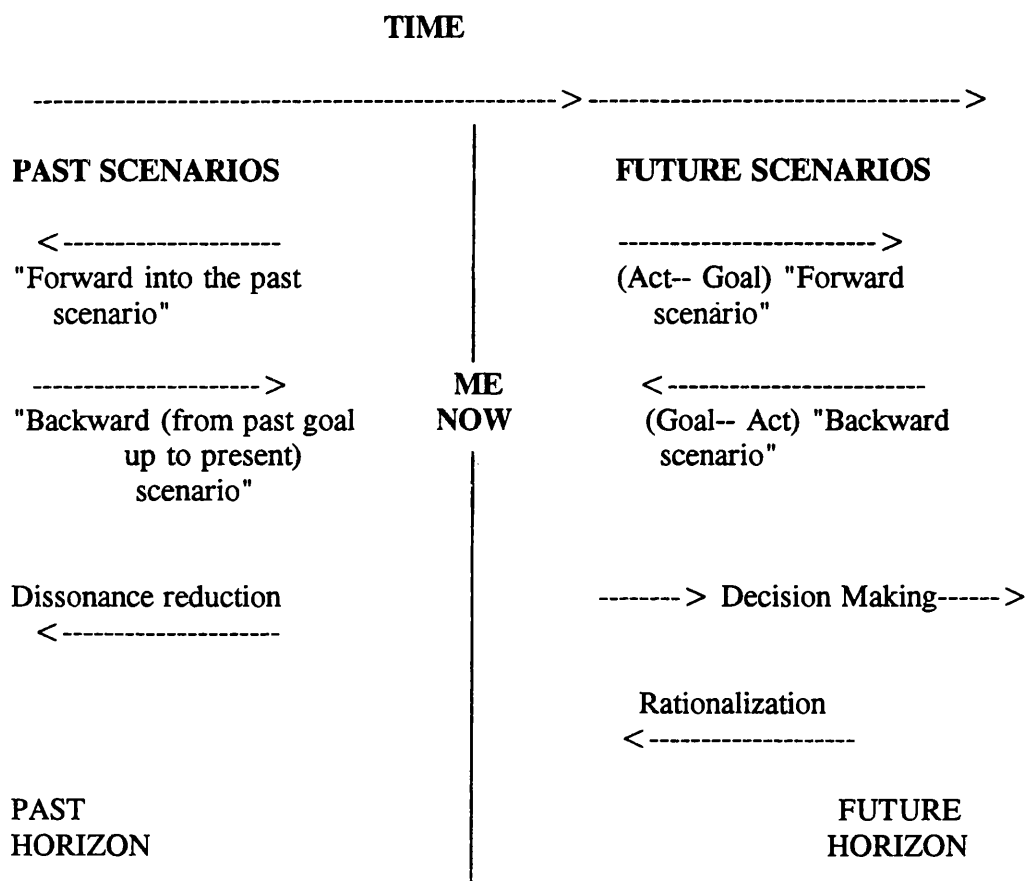 TIME
---------------------------------------------------->------------------------------------->
PAST SCENARIOS
FUTURE SCENARIOS
<----------------------
-------------------------->
"Forward into the past
scenario"
(Act-- Goal) "Forward
scenario"
----------------------->
ME
NOW
<--------------------------
"Backward (from past goal
up to present)
scenario"
(Goal-- Act) "Backward
scenario"
Dissonance reduction
<----------------------
--------> Decision Making------>
Rationalization
<---------------------
PAST
HORIZON
FUTURE
HORIZON